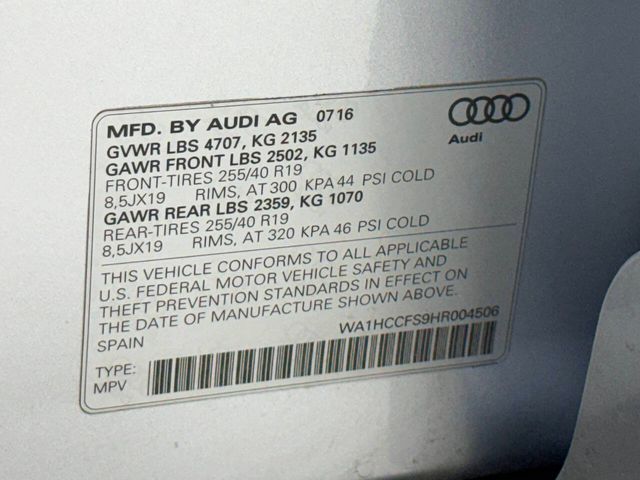 MFD. BY AUDI AG 0716
GVWR LBS 4707, KG 2135
GAWR FRONT LBS 2502, KG 1135
FRONT-TIRES 255/40 R19
8,5JX19 RIMS, AT 300 KPA 44 PSI COLD
GAWR REAR LBS 2359, KG 1070
REAR-TIRES 255/40 R19
8,5JX19 RIMS, AT 320 KPA 46 PSI COLD
Audi
THIS VEHICLE CONFORMS TO ALL APPLICABLE
U.S. FEDERAL MOTOR VEHICLE SAFETY AND
THEFT PREVENTION STANDARDS IN EFFECT ON
THE DATE OF MANUFACTURE SHOWN ABOVE.
SPAIN
WA1HCCFS9HR004506
TYPE:
MPV